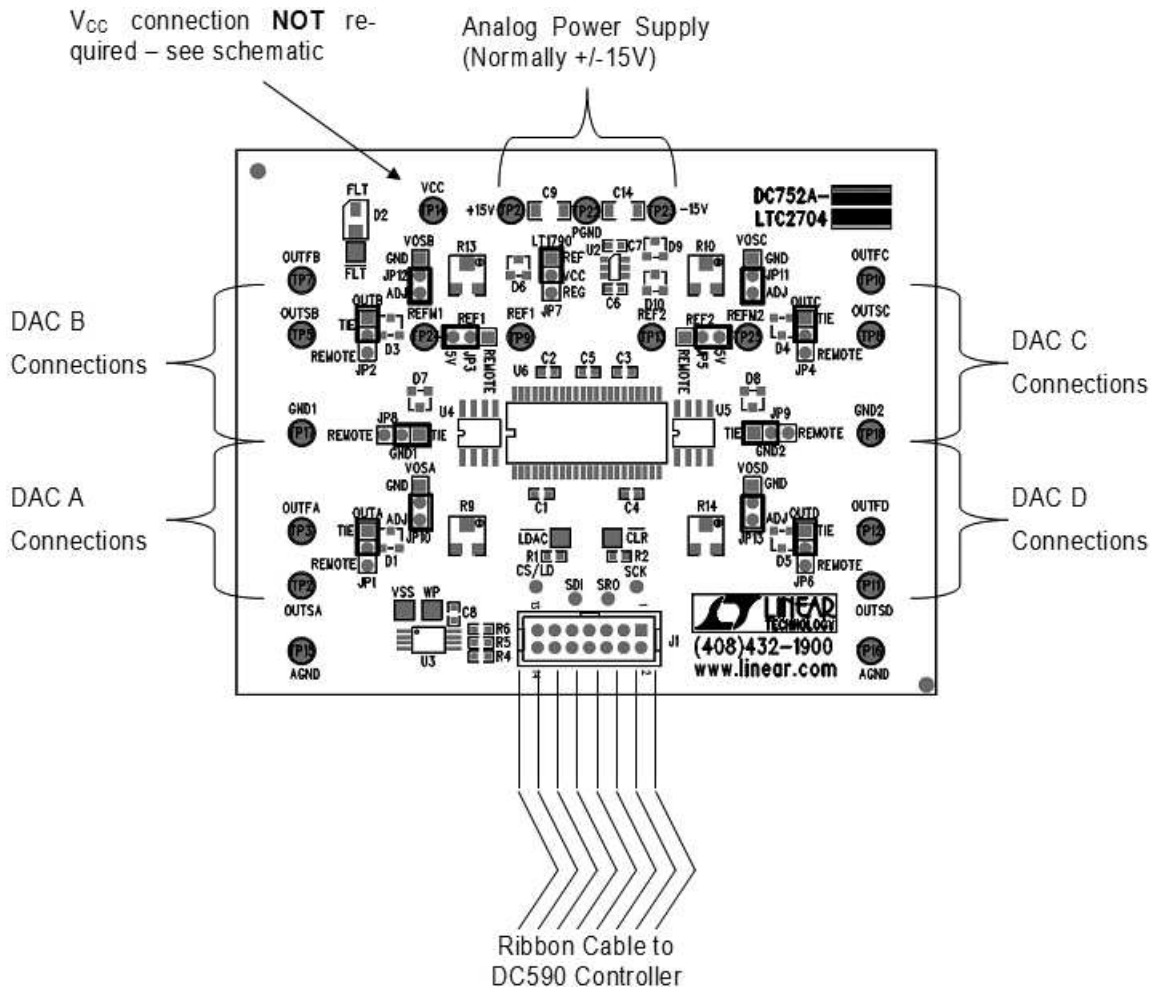 V_CC connection NOT re-
quired – see schematic
Analog Power Supply
(Normally +/-15V)
DC752A-
LTC2704
FLT
D2
FLT
VCC
TP14
+15V
TP21
C9
TP22
PGND
C14
TP23
-15V
OUTFB
TP7
OUTSB
TP5
VOSB
GND
JP12
ADJ
R13
D6
LT1790
REF
VCC
REG
JP7
U2
C7
C6
D9
D10
R10
VOSC
GND
JP11
ADJ
OUTFC
TP10
OUTSC
TP8
OUTB
TIE
REMOTE
JP2
D3
REFM1
REF1
5V
JP3
REMOTE
REF1
TP9
REF2
TP13
REF2
REMOTE
JP5
5V
REFM2
OUTC
TIE
REMOTE
JP4
D4
DAC B
Connections
DAC C
Connections
U6
C2
C5
C3
D7
U4
U5
D8
GND1
JP8
REMOTE
TIE
GND1
JP9
TIE
REMOTE
GND2
GND2
TP18
DAC A
Connections
DAC D
Connections
VOSA
GND
ADJ
JP10
R9
C1
C4
R14
VOSD
GND
ADJ
JP13
OUTFA
TP3
OUTA
TIE
REMOTE
JP1
D1
LDAC
CLR
R1
R2
CS/LD
SDI
SRO
SCK
OUTD
TIE
REMOTE
JP6
D5
OUTFD
TP12
TP2
OUTSA
TP11
OUTSD
VSS
WP
C8
U3
R6
R5
R4
13
1
J1
14
2
TP15
AGND
TP16
AGND
LINEAR
TECHNOLOGY
(408)432-1900
www.linear.com
Ribbon Cable to
DC590 Controller